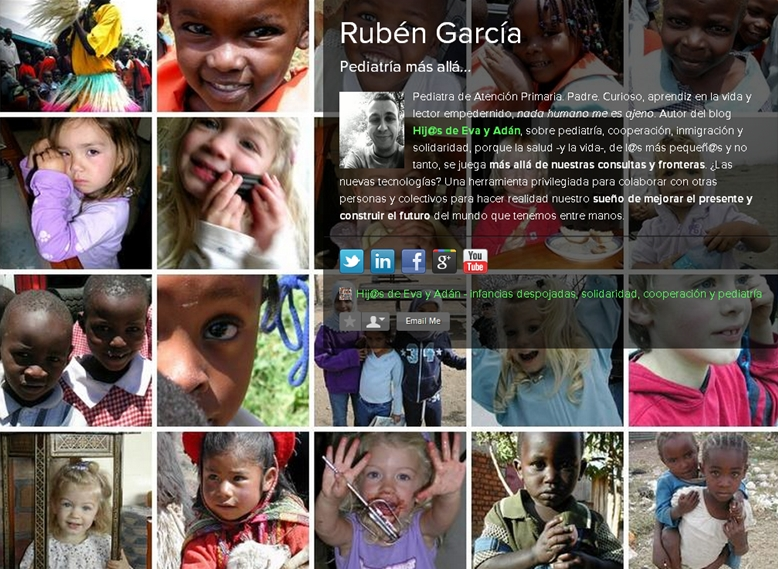 Rubén García
Pediatría más allá...
Pediatra de Atención Primaria. Padre. Curioso, aprendiz en la vida y
lector empedernido, nada humano me es ajeno. Autor del blog
Hij@s de Eva y Adán, sobre pediatría, cooperación, inmigración y
solidaridad, porque la salud -y la vida-, de l@s más pequeñ@s y no
tanto, se juega más allá de nuestras consultas y fronteras. ¿Las
nuevas tecnologías? Una herramienta privilegiada para colaborar con otras
personas y colectivos para hacer realidad nuestro sueño de mejorar el presente y
construir el futuro del mundo que tenemos entre manos.
in f g+ You Tube
Hij@s de Eva y Adán - infancias despojadas, solidaridad, cooperación y pediatría
Email Me